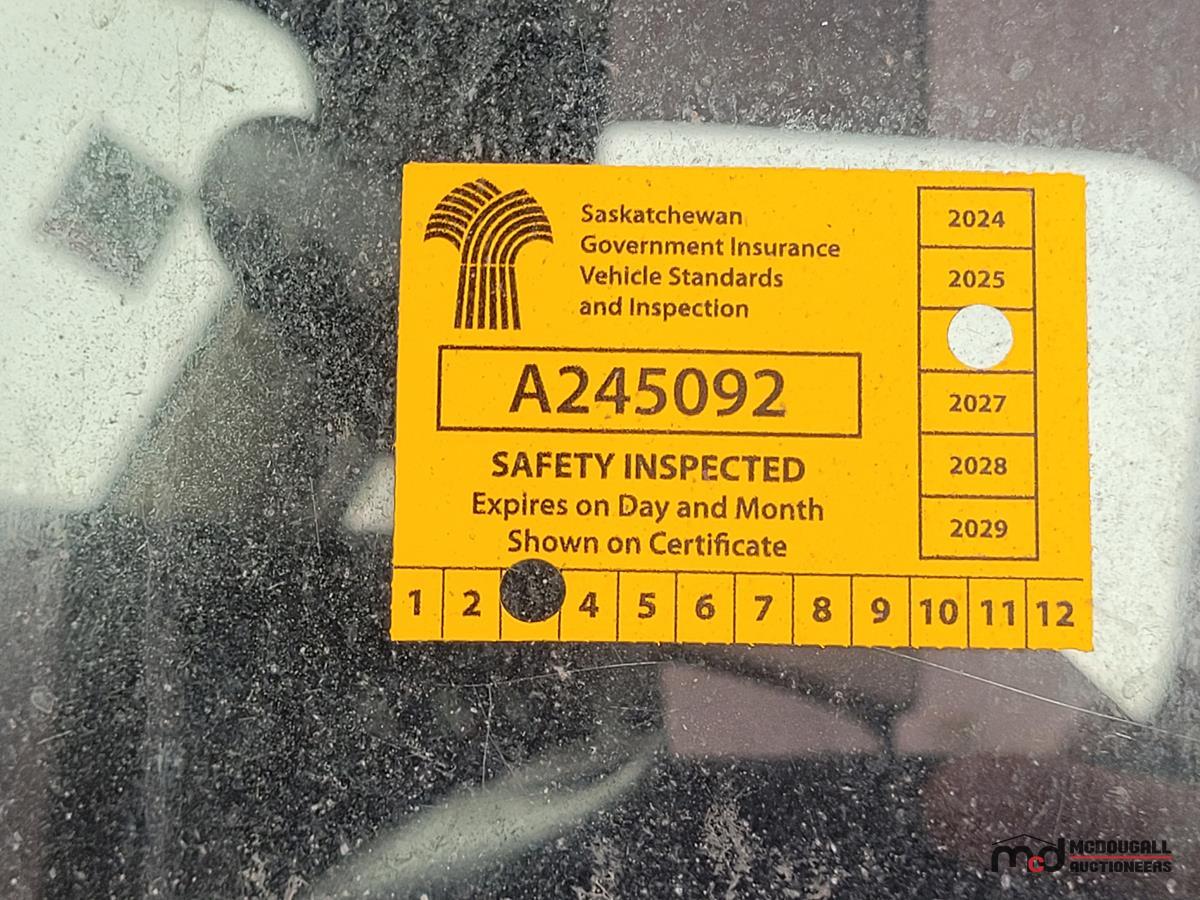 Saskatchewan
Government Insurance
Vehicle Standards
and Inspection
A245092
SAFETY INSPECTED
Expires on Day and Month
Shown on Certificate
2024
2025
2027
2028
2029
1 2 4 5 6 7 8 9 10 11 12
mcd MCDOUGALL
AUCTIONEERS